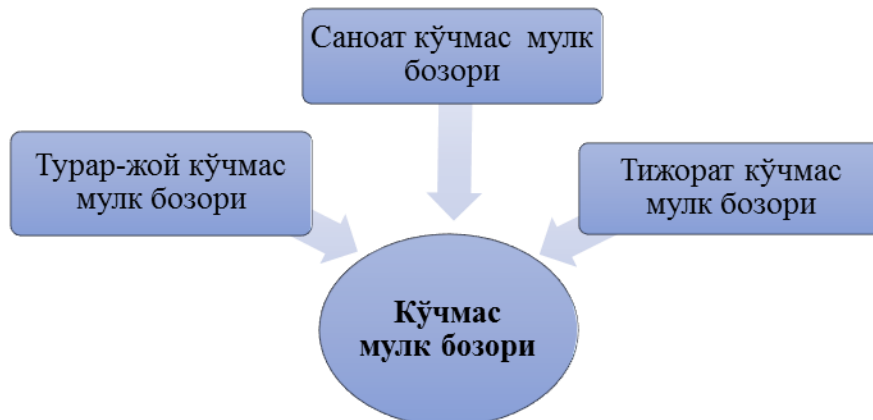 Саноат кўчмас мулк
бозори
Турар-жой кўчмас
мулк бозори
Тижорат кўчмас
мулк бозори
Кўчмас
мулк бозори